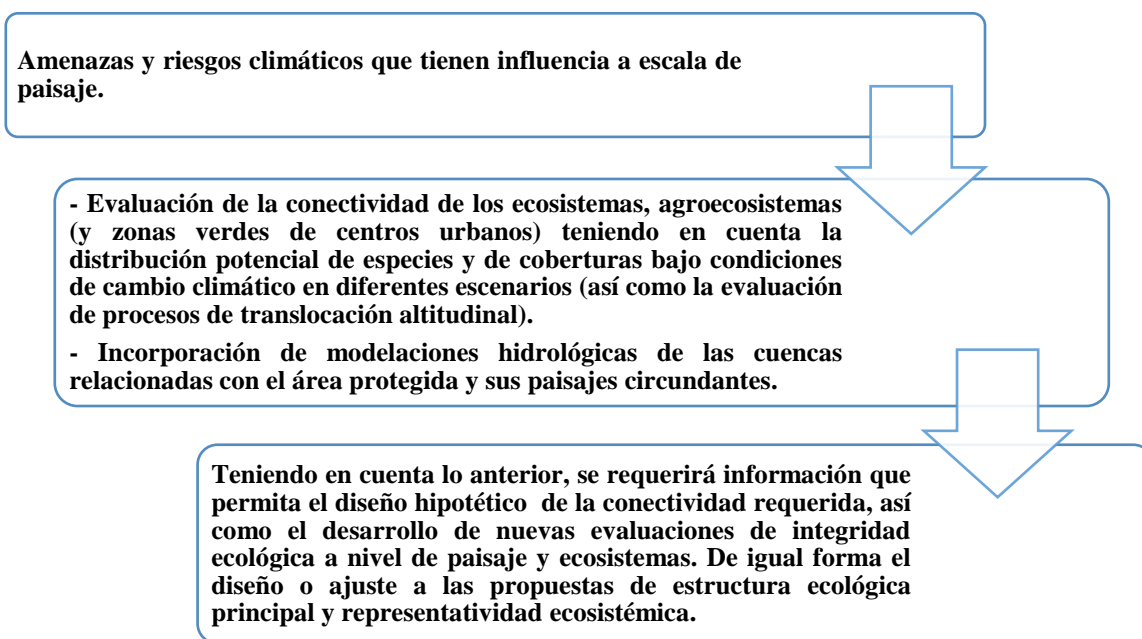 Amenazas y riesgos climáticos que tienen influencia a escala de
paisaje.
- Evaluación de la conectividad de los ecosistemas, agroecosistemas
(y zonas verdes de centros urbanos) teniendo en cuenta la
distribución potencial de especies y de coberturas bajo condiciones
de cambio climático en diferentes escenarios (así como la evaluación
de procesos de translocación altitudinal).
- Incorporación de modelaciones hidrológicas de las cuencas
relacionadas con el área protegida y sus paisajes circundantes.
Teniendo en cuenta lo anterior, se requerirá información que
permita el diseño hipotético de la conectividad requerida, así
como el desarrollo de nuevas evaluaciones de integridad
ecológica a nivel de paisaje y ecosistemas. De igual forma el
diseño o ajuste a las propuestas de estructura ecológica
principal y representatividad ecosistémica.